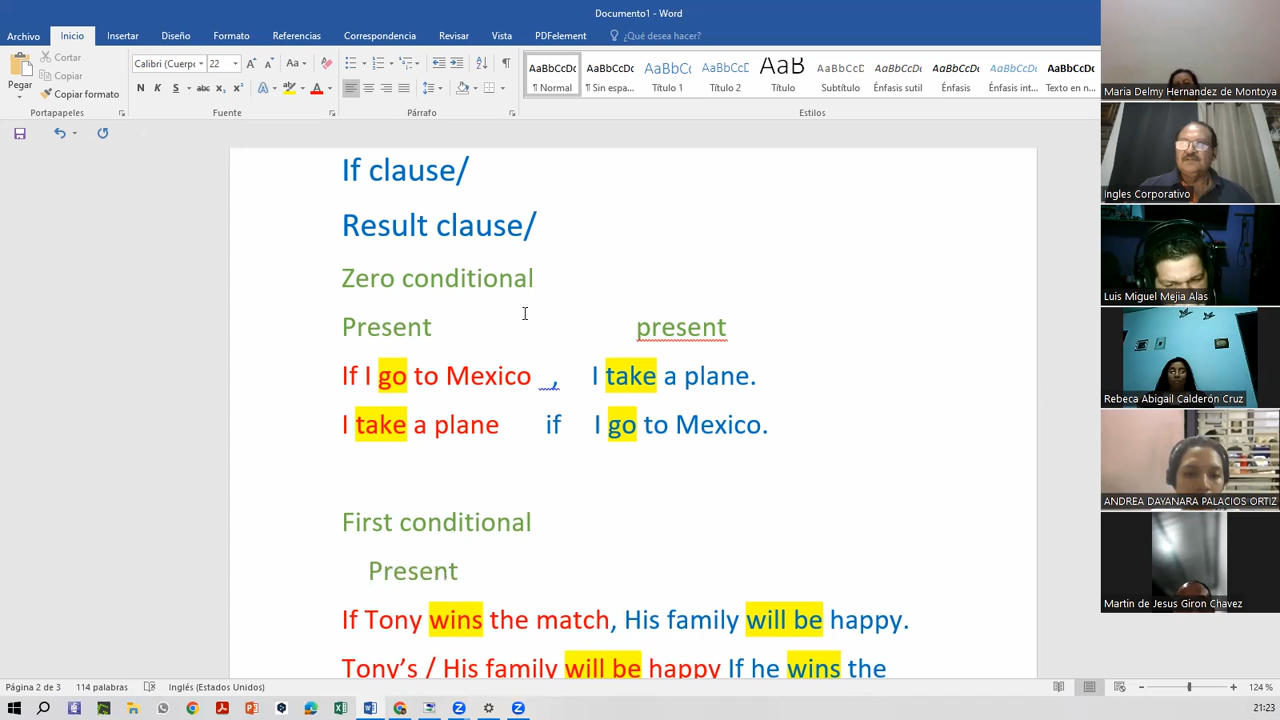 Documento1 - Word
Archivo Inicio Insertar Diseño Formato Referencias Correspondencia Revisar Vista PDFelement ¿Qué desea hacer?
Pegar
Cortar
Copiar
Copiar formato
Calibri (Cuerpo 22
N K S abc
AaBbCcDc AaBbCcDc AaBbCcD AaBbCcD AaB AaBbCcD AaBbCcDc AaBbCcDc AaBbCcDc AaBbCcDc
¶ Normal ¶ Sin espa... Título 1 Título 2 Título Subtítulo Énfasis sutil Énfasis Énfasis int... Texto en n
Portapapeles Fuente Párrafo Estilos
If clause/
Result clause/
Zero conditional
Present present
If I go to Mexico , I take a plane.
I take a plane if I go to Mexico.
First conditional
Present
If Tony wins the match, His family will be happy.
Tony's / His family will be happy If he wins the
Maria Delmy Hernandez de Montoya
Ingles Corporativo
Luis Miguel Mejia Alas
Rebeca Abigail Calderón Cruz
ANDREA DAYANARA PALACIOS ORTIZ
Martin de Jesus Giron Chavez
Página 2 de 3 114 palabras Inglés (Estados Unidos) 124 %
21:23